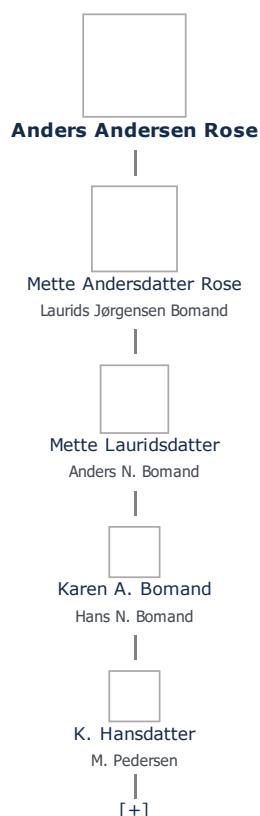 Anders Andersen Rose
Mette Andersdatter Rose
Laurids Jørgensen Bomand
Mette Lauridsdatter
Anders N. Bomand
Karen A. Bomand
Hans N. Bomand
K. Hansdatter
M. Pedersen
[+]